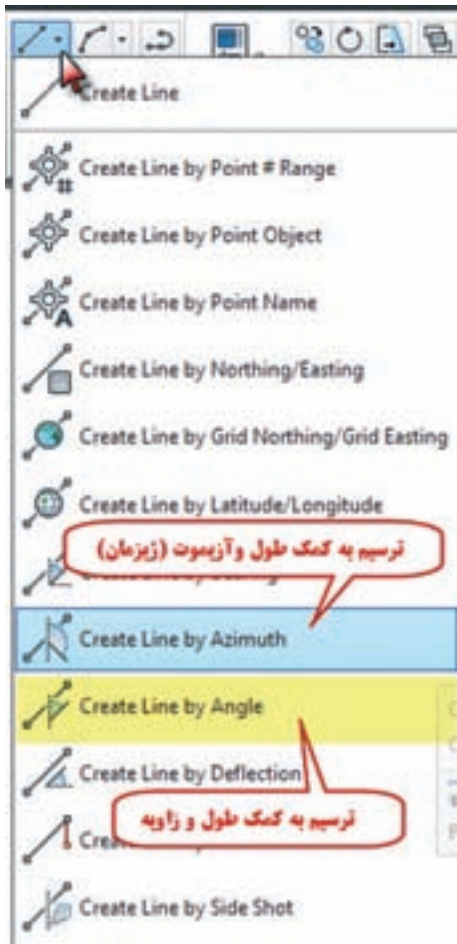 Create Line
Create Line by Point # Range
Create Line by Point Object
Create Line by Point Name
Create Line by Northing/Easting
Create Line by Grid Northing/Grid Easting
Create Line by Latitude/Longitude
ترسیم به کمک طول وآزیموت (ژیزمان)
Create Line by Azimuth
Create Line by Angle
Create Line by Deflection
ترسیم به کمک طول و زاویه
Create Line by Side Shot